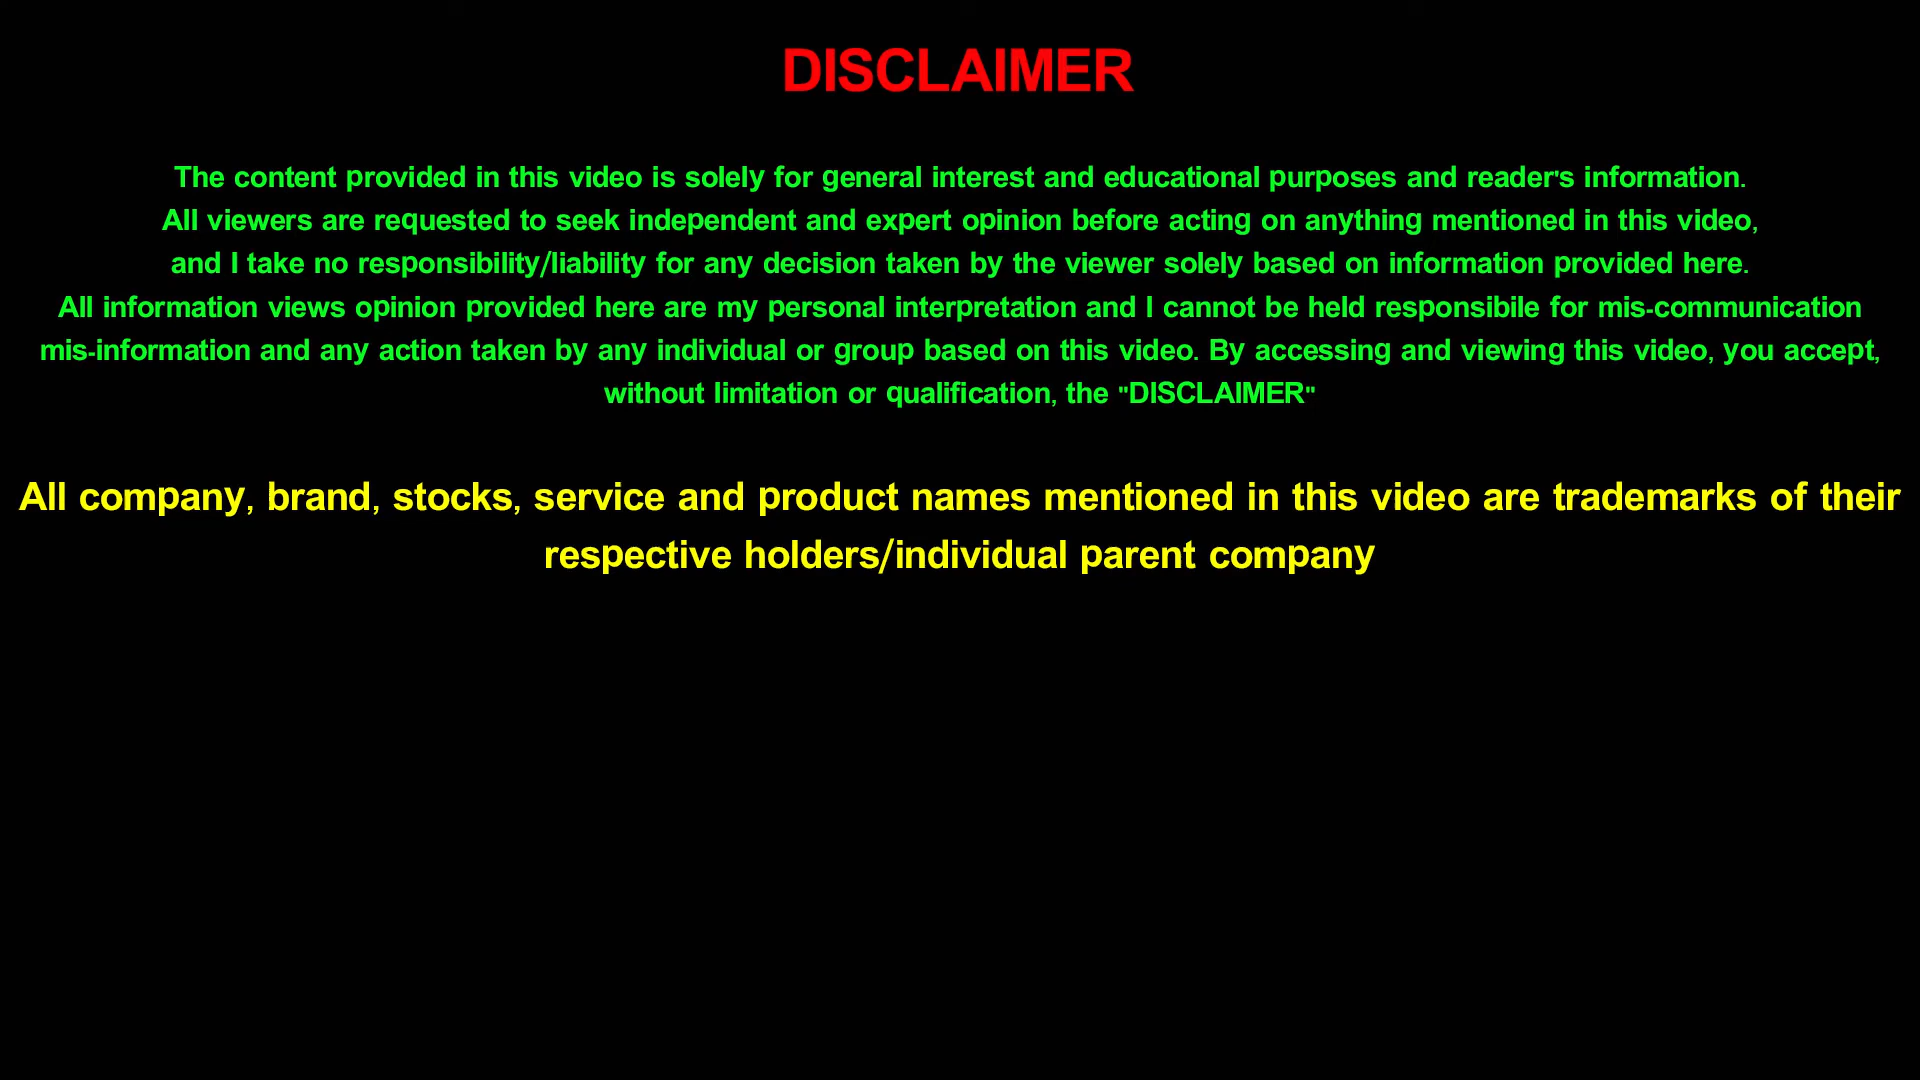 DISCLAIMER
The content provided in this video is solely for general interest and educational purposes and reader's information.
All viewers are requested to seek independent and expert opinion before acting on anything mentioned in this video,
and I take no responsibility/liability for any decision taken by the viewer solely based on information provided here.
All information views opinion provided here are my personal interpretation and I cannot be held responsibile for mis-communication
mis-information and any action taken by any individual or group based on this video. By accessing and viewing this video, you accept,
without limitation or qualification, the "DISCLAIMER"
All company, brand, stocks, service and product names mentioned in this video are trademarks of their
respective holders/individual parent company